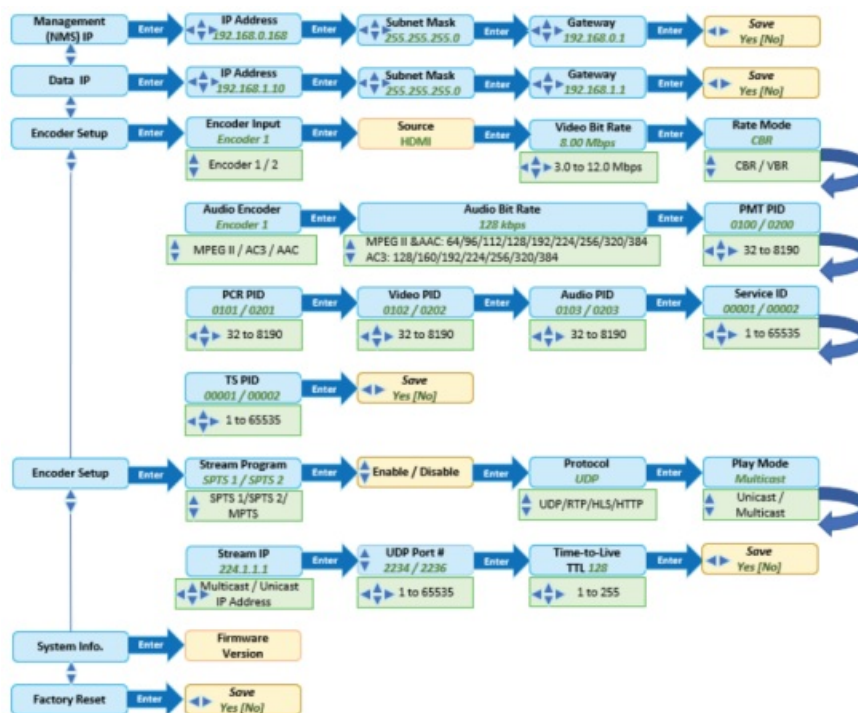 Management
(NMS) IP
Enter
IP Address
192.168.0.168
Enter
Subnet Mask
255.255.255.0
Enter
Gateway
192.168.0.1
Enter
Save
Yes [No]
Data IP
Enter
IP Address
192.168.1.10
Enter
Subnet Mask
255.255.255.0
Enter
Gateway
192.168.1.1
Enter
Save
Yes [No]
Encoder Setup
Enter
Encoder Input
Encoder 1
Encoder 1 / 2
Enter
Source
HDMI
Enter
Video Bit Rate
8.00 Mbps
3.0 to 12.0 Mbps
Enter
Rate Mode
CBR
CBR / VBR
Audio Encoder
Encoder 1
MPEG II / AC3 / AAC
Enter
Audio Bit Rate
128 kbps
MPEG II &AAC: 64/96/112/128/192/224/256/320/384
AC3: 128/160/192/224/256/320/384
Enter
PMT PID
0100 / 0200
32 to 8190
PCR PID
0101 / 0201
32 to 8190
Enter
Video PID
0102 / 0202
32 to 8190
Enter
Audio PID
0103 / 0203
32 to 8190
Enter
Service ID
00001 / 00002
1 to 65535
TS PID
00001 / 00002
1 to 65535
Enter
Save
Yes [No]
Encoder Setup
Enter
Stream Program
SPTS 1 / SPTS 2
SPTS 1/SPTS 2/
MPTS
Enter
Enable / Disable
Enter
Protocol
UDP
UDP/RTP/HLS/HTTP
Enter
Play Mode
Multicast
Unicast /
Multicast
Stream IP
224.1.1.1
Multicast / Unicast
IP Address
Enter
UDP Port #
2234 / 2236
1 to 65535
Enter
Time-to-Live
TTL 128
1 to 255
Enter
Save
Yes [No]
System Info.
Enter
Firmware
Version
Factory Reset
Enter
Save
Yes [No]